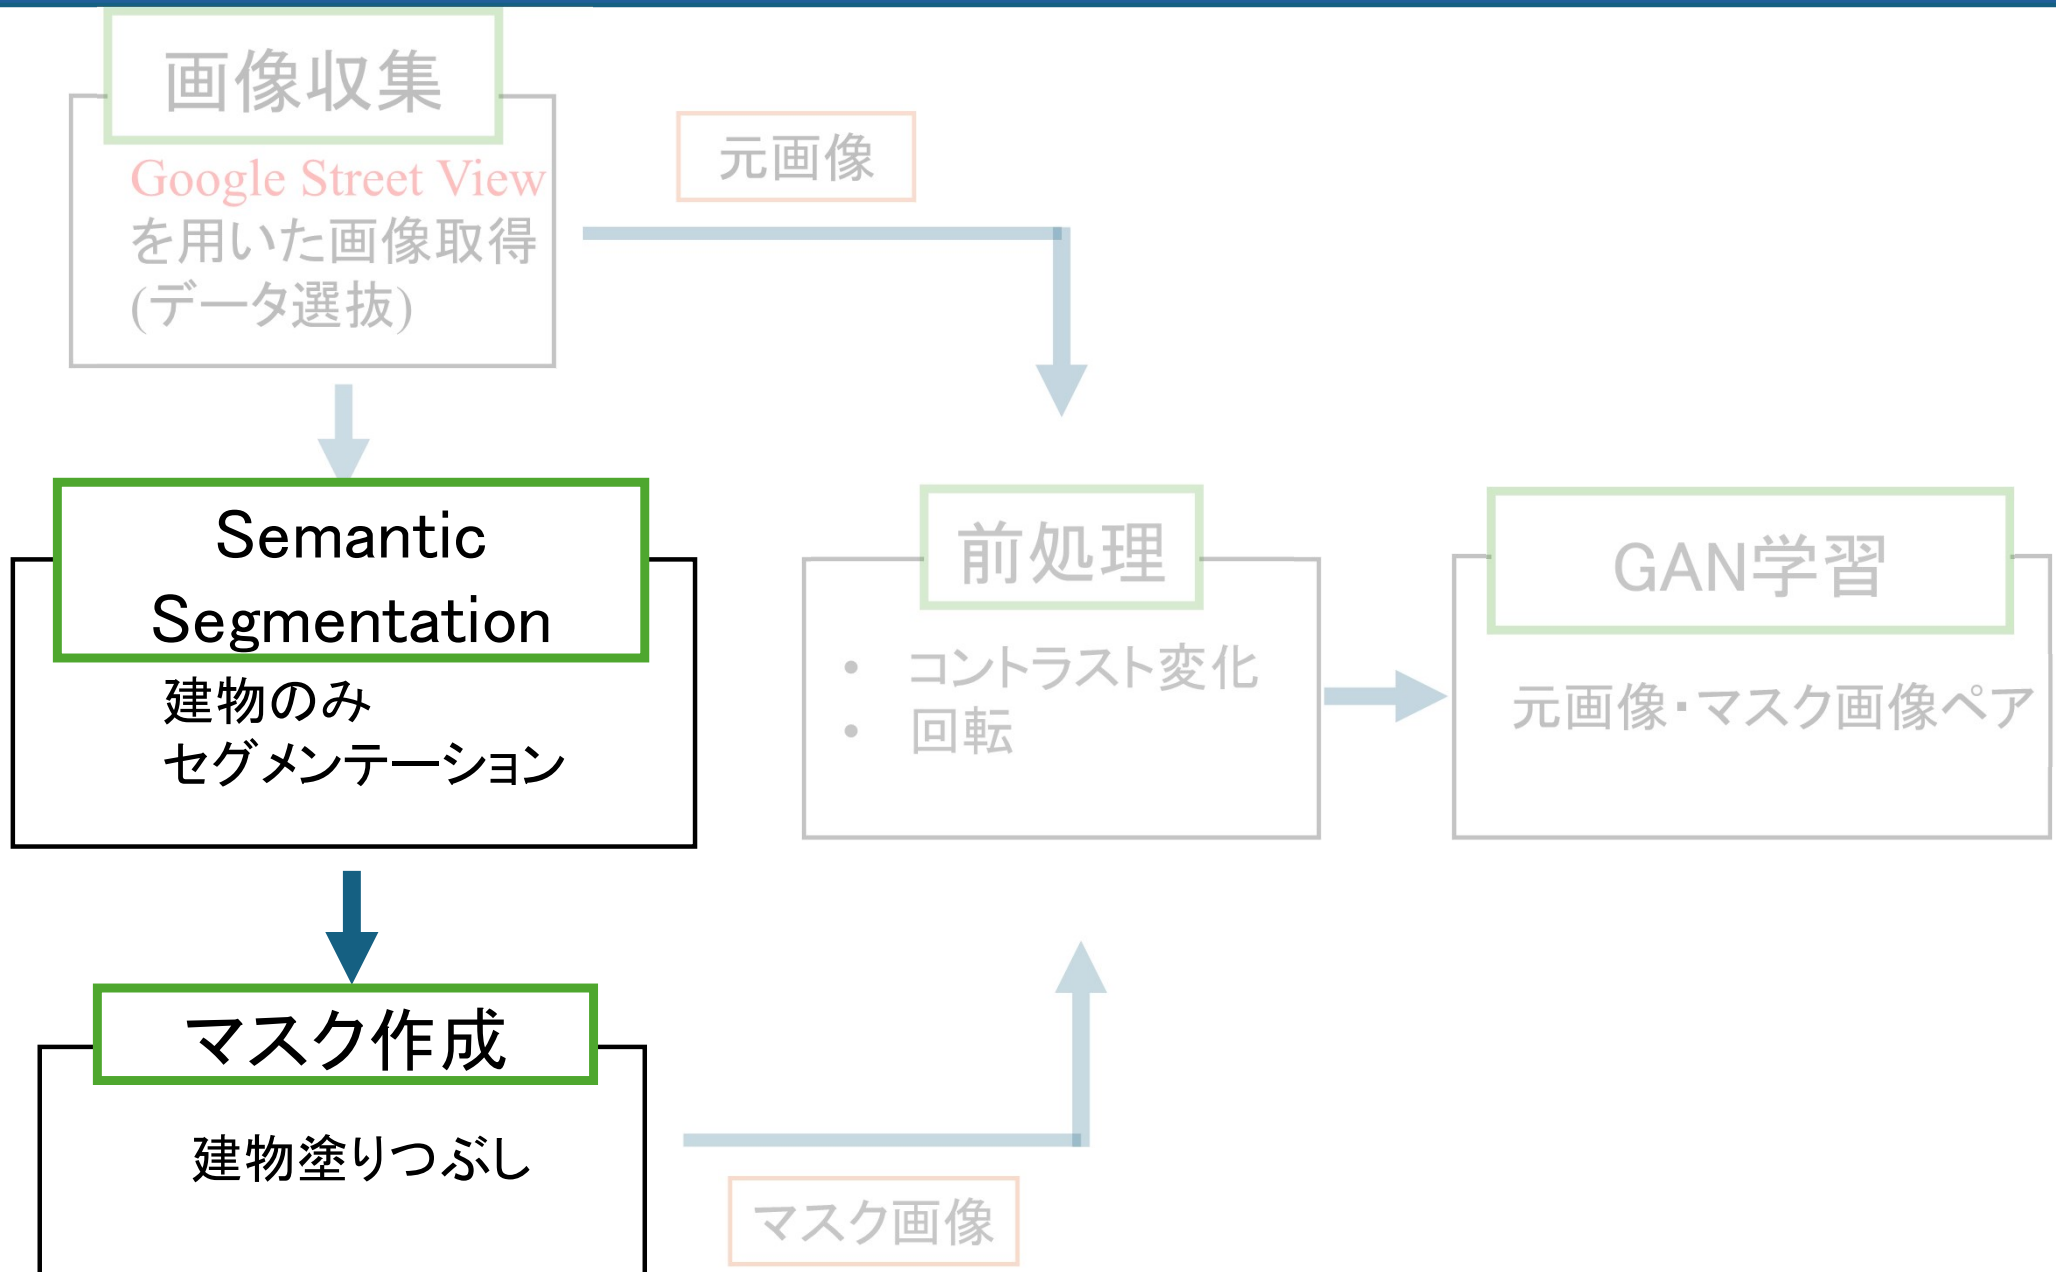 画像収集
Google Street View
を用いた画像取得
(データ選抜)
元画像
Semantic
Segmentation
建物のみ
セグメンテーション
前処理
• コントラスト変化
• 回転
GAN学習
元画像・マスク画像ペア
マスク作成
建物塗りつぶし
マスク画像